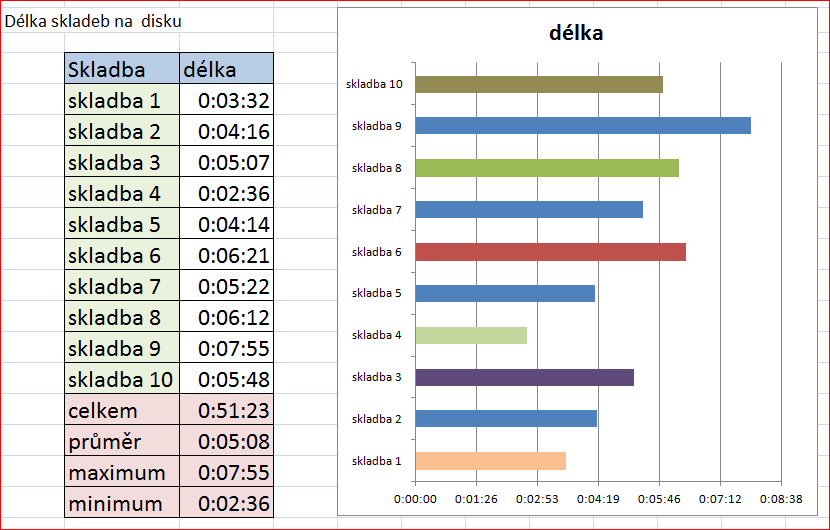 Délka skladeb na  disku
Skladba délka
skladba 1 0:03:32
skladba 2 0:04:16
skladba 3 0:05:07
skladba 4 0:02:36
skladba 5 0:04:14
skladba 6 0:06:21
skladba 7 0:05:22
skladba 8 0:06:12
skladba 9 0:07:55
skladba 10 0:05:48
celkem 0:51:23
průměr 0:05:08
maximum 0:07:55
minimum 0:02:36
délka
skladba 10
skladba 9
skladba 8
skladba 7
skladba 6
skladba 5
skladba 4
skladba 3
skladba 2
skladba 1
0:00:00 0:01:26 0:02:53 0:04:19 0:05:46 0:07:12 0:08:38